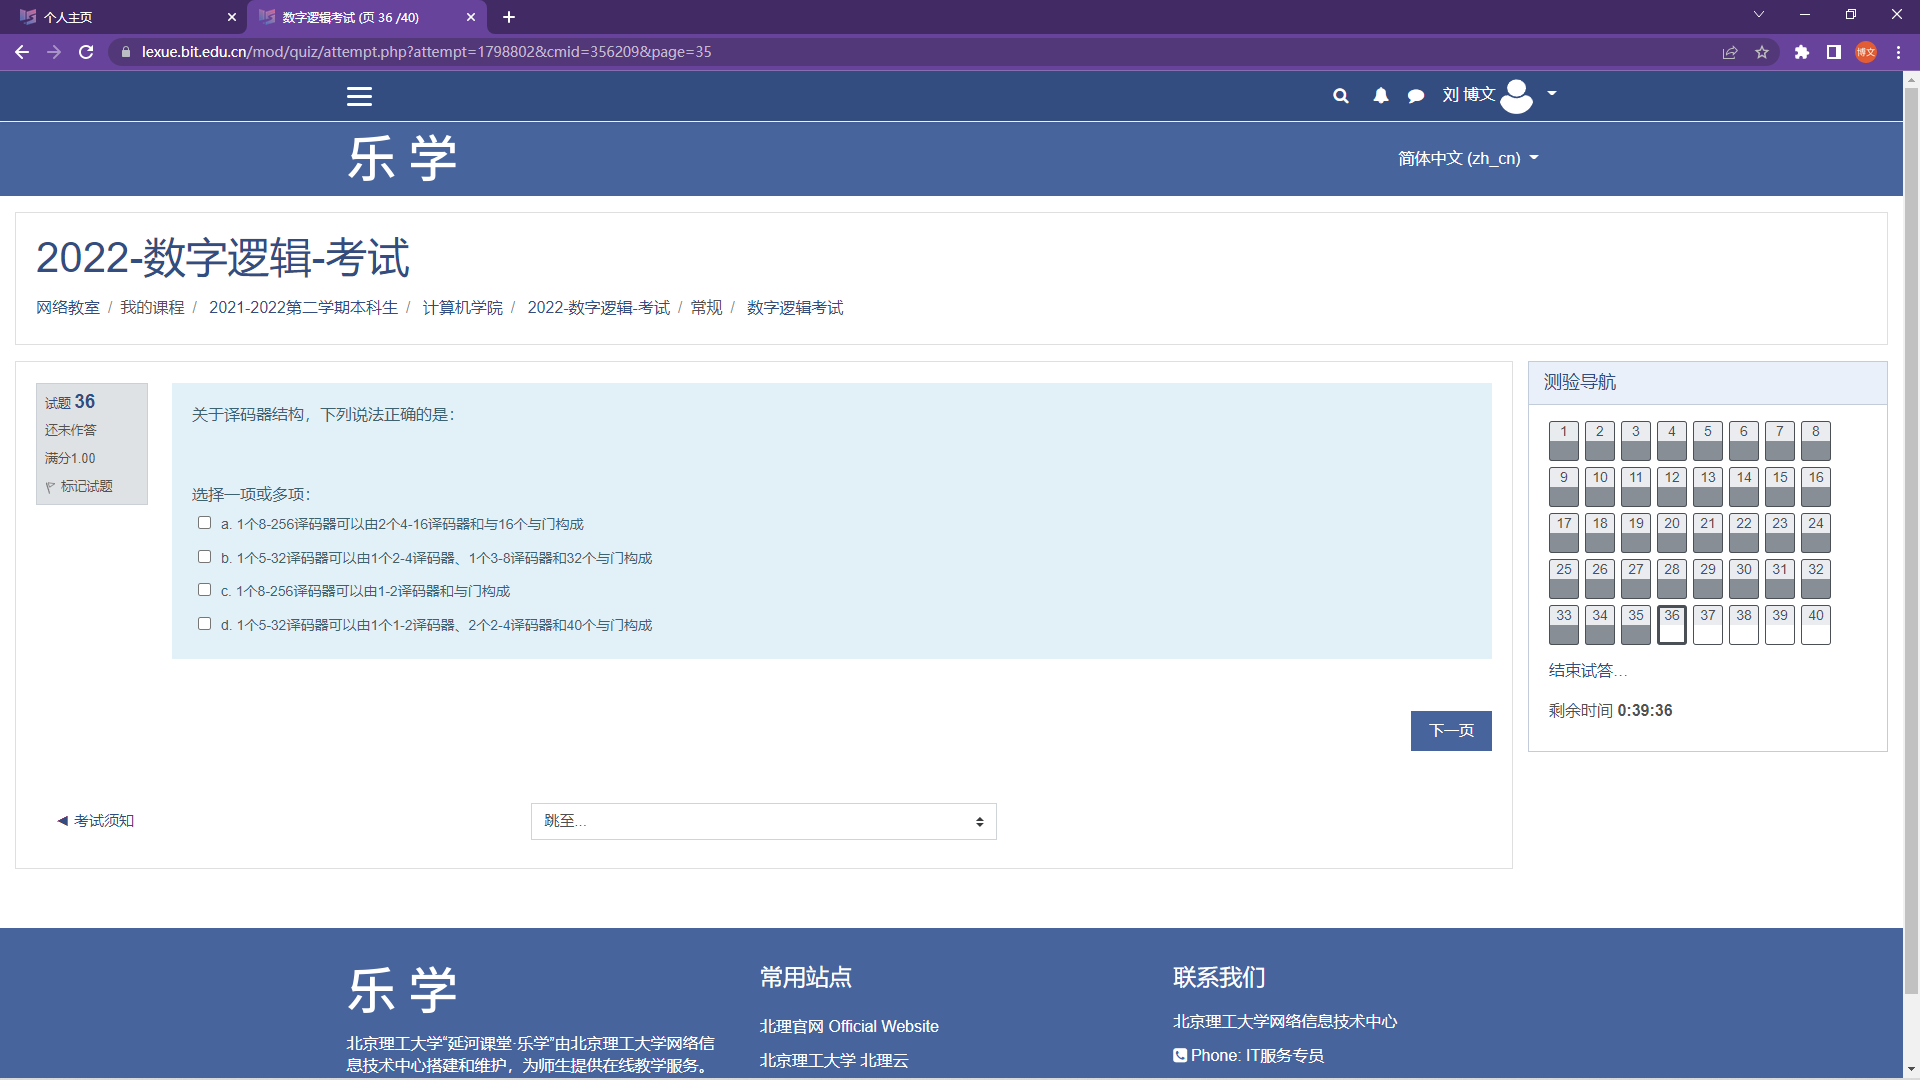 个人主页
数字逻辑考试 (页 36 /40)
lexue.bit.edu.cn/mod/quiz/attempt.php?attempt=1798802&cmid=356209&page=35
博文
刘 博文
乐 学
简体中文 (zh_cn)
2022-数字逻辑-考试
网络教室 / 我的课程 / 2021-2022第二学期本科生 / 计算机学院 / 2022-数字逻辑-考试 / 常规 / 数字逻辑考试
试题 36
还未作答
满分1.00
标记试题
关于译码器结构，下列说法正确的是：
选择一项或多项：
a. 1个8-256译码器可以由2个4-16译码器和与16个与门构成
b. 1个5-32译码器可以由1个2-4译码器、1个3-8译码器和32个与门构成
c. 1个8-256译码器可以由1-2译码器和与门构成
d. 1个5-32译码器可以由1个1-2译码器、2个2-4译码器和40个与门构成
下一页
◄ 考试须知
跳至...
测验导航
1 2 3 4 5 6 7 8
9 10 11 12 13 14 15 16
17 18 19 20 21 22 23 24
25 26 27 28 29 30 31 32
33 34 35 36 37 38 39 40
结束试答…
剩余时间 0:39:36
乐 学
北京理工大学“延河课堂·乐学”由北京理工大学网络信
息技术中心搭建和维护，为师生提供在线教学服务。
常用站点
北理官网 Official Website
北京理工大学 北理云
联系我们
北京理工大学网络信息技术中心
Phone: IT服务专员